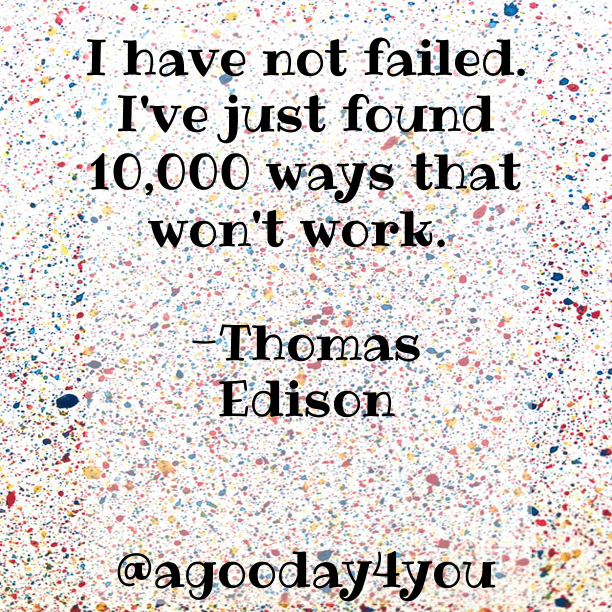 I have not failed.
I've just found
10,000 ways that
won't work.
-Thomas
Edison
@agooday4you